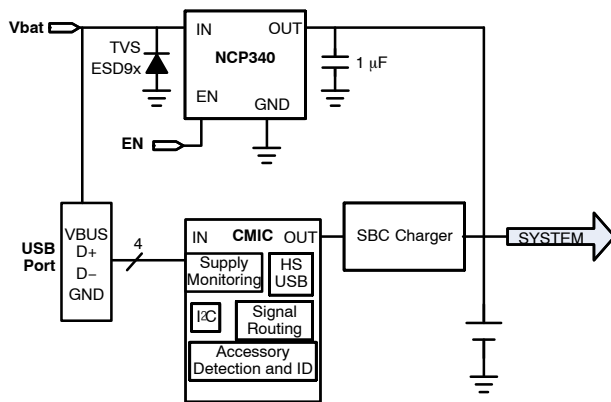 Vbat
TVS
ESD9x
IN
OUT
NCP340
EN
GND
1 μF
EN
USB
Port
VBUS
D+
D−
GND
4
IN
CMIC
OUT
Supply
Monitoring
HS
USB
I2C
Signal
Routing
Accessory
Detection and ID
SBC Charger
SYSTEM